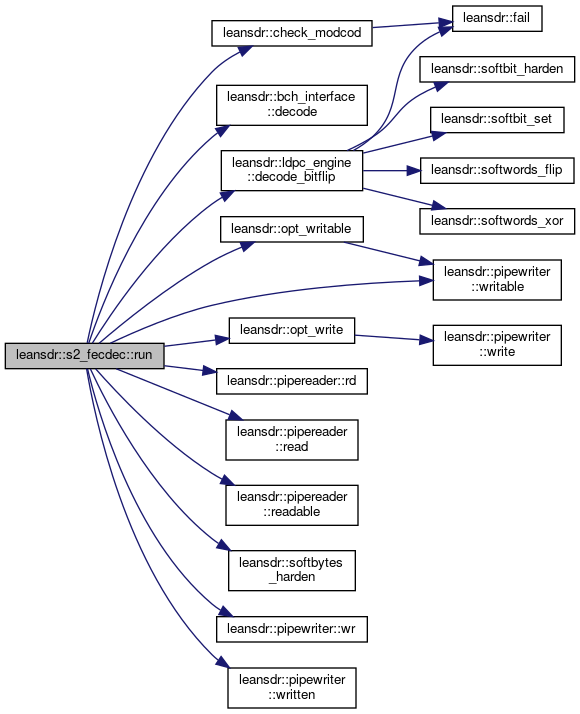 leansdr::s2_fecdec::run
leansdr::check_modcod
leansdr::fail
leansdr::bch_interface
::decode
leansdr::ldpc_engine
::decode_bitflip
leansdr::softbit_harden
leansdr::softbit_set
leansdr::softwords_flip
leansdr::softwords_xor
leansdr::opt_writable
leansdr::pipewriter
::writable
leansdr::opt_write
leansdr::pipewriter
::write
leansdr::pipereader::rd
leansdr::pipereader
::read
leansdr::pipereader
::readable
leansdr::softbytes
_harden
leansdr::pipewriter::wr
leansdr::pipewriter
::written